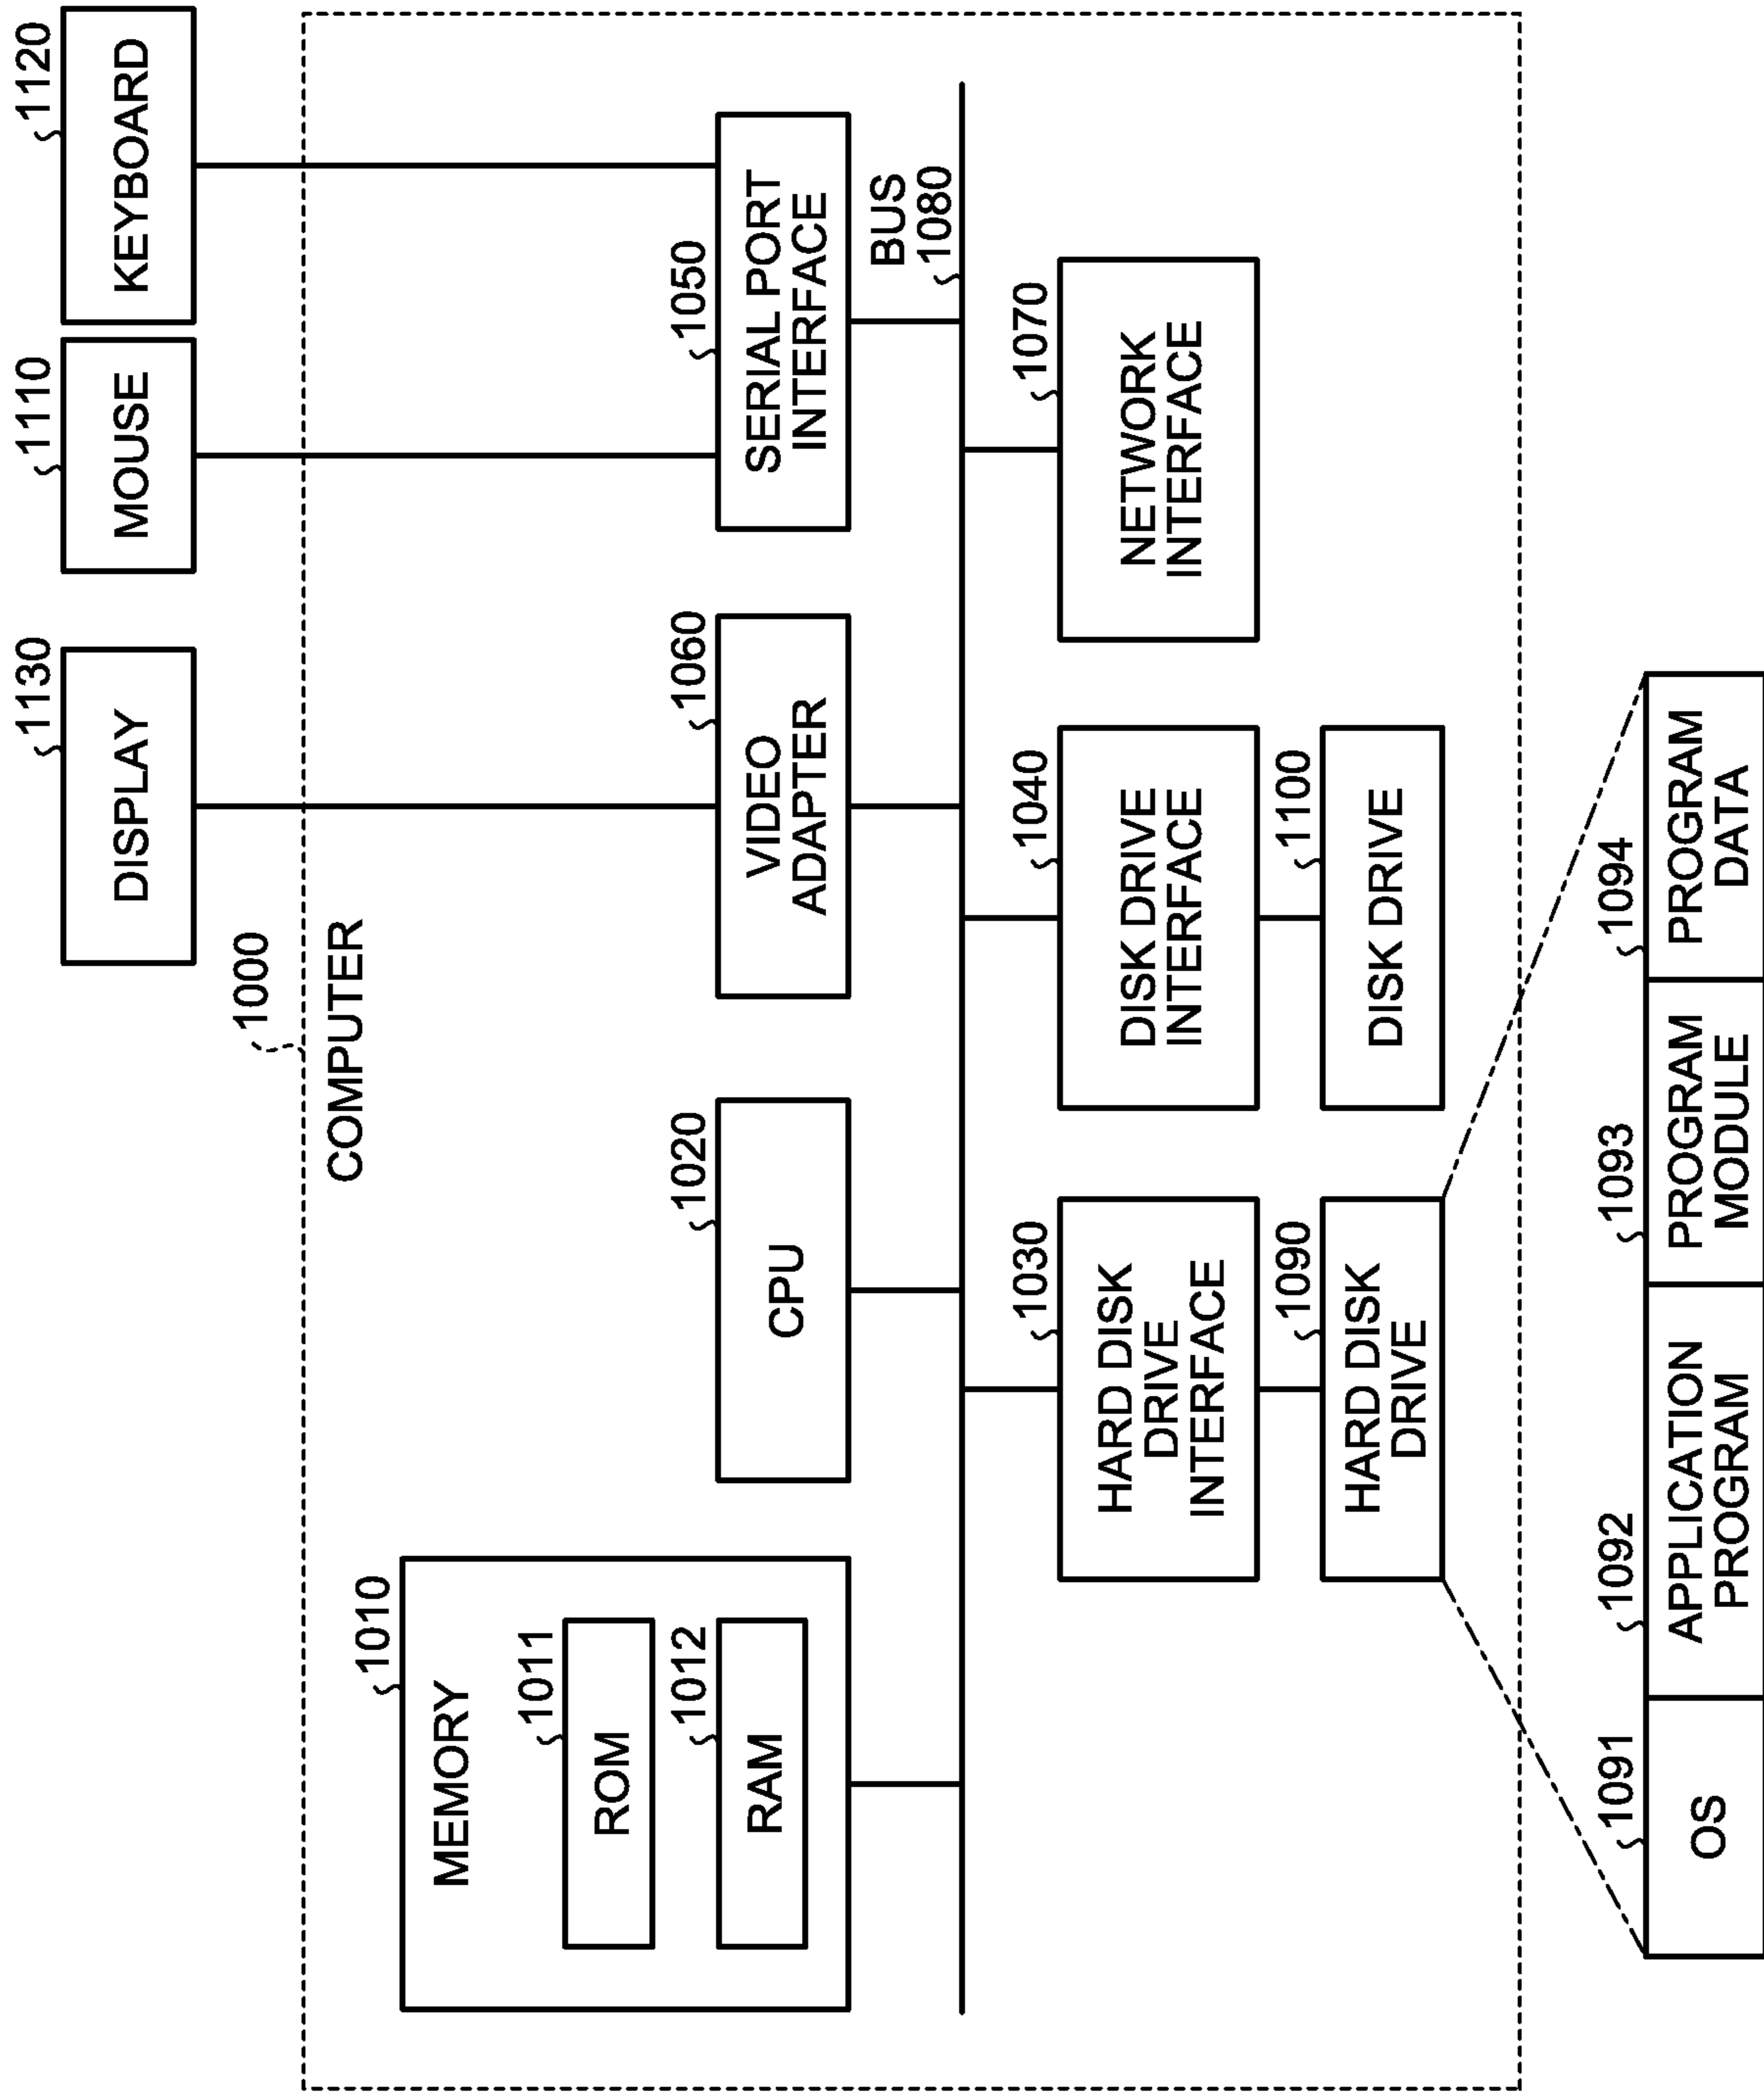 1130
DISPLAY
1110
MOUSE
1120
KEYBOARD
1000
COMPUTER
1010
MEMORY
1011
ROM
1012
RAM
1020
CPU
1060
VIDEO
ADAPTER
1050
SERIAL PORT
INTERFACE
BUS
1080
1030
HARD DISK
DRIVE
INTERFACE
1040
DISK DRIVE
INTERFACE
1070
NETWORK
INTERFACE
1090
HARD DISK
DRIVE
1100
DISK DRIVE
1091
OS
1092
APPLICATION
PROGRAM
1093
PROGRAM
MODULE
1094
PROGRAM
DATA